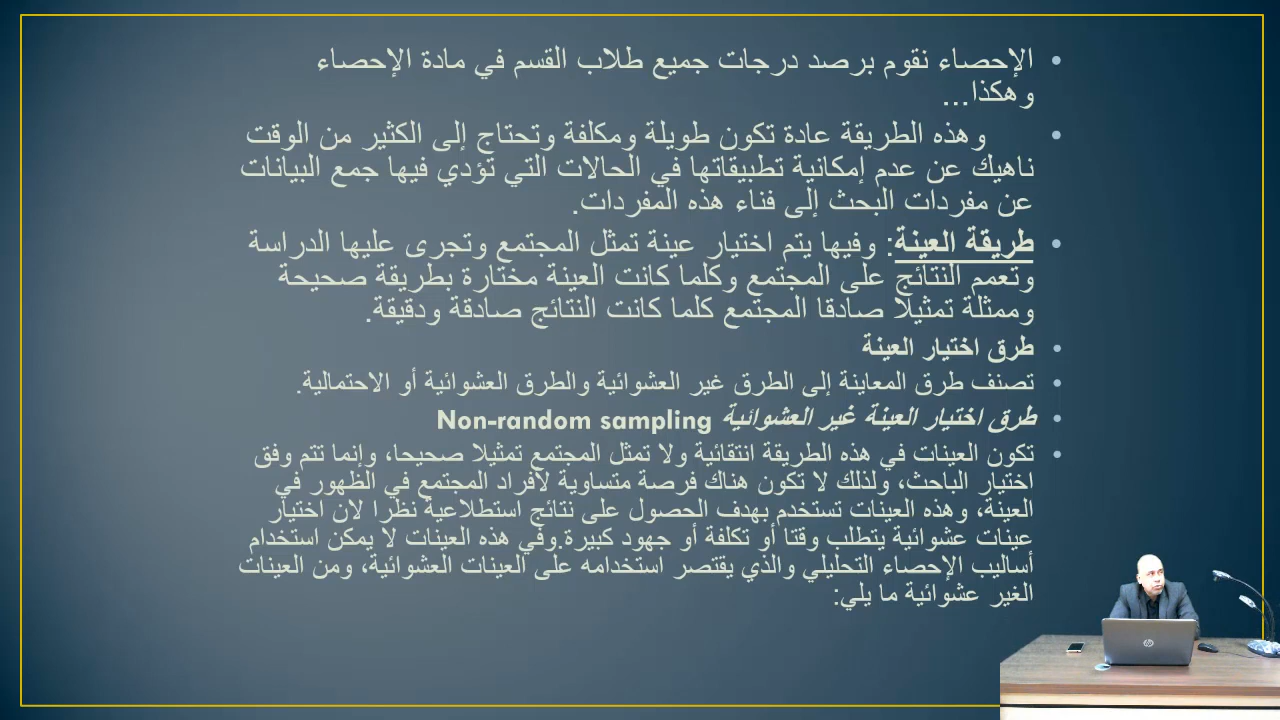 الإحصاء نقوم برصد درجات جميع طلاب القسم في مادة الإحصاء
وهكذا...
وهذه الطريقة عادة تكون طويلة ومكلفة وتحتاج إلى الكثير من الوقت
ناهيك عن عدم إمكانية تطبيقاتها في الحالات التي تؤدي فيها جمع البيانات
عن مفردات البحث إلى فناء هذه المفردات.
طريقة العينة: وفيها يتم اختيار عينة تمثل المجتمع وتجرى عليها الدراسة
وتعمم النتائج على المجتمع وكلما كانت العينة مختارة بطريقة صحيحة
وممثلة تمثيلا صادقا المجتمع كلما كانت النتائج صادقة ودقيقة.
طرق اختيار العينة
تصنف طرق المعاينة إلى الطرق غير العشوائية والطرق العشوائية أو الاحتمالية.
طرق اختيار العينة غير العشوائية Non-random sampling
تكون العينات في هذه الطريقة انتقائية ولا تمثل المجتمع تمثيلا صحيحا، وإنما تتم وفق
اختيار الباحث، ولذلك لا تكون هناك فرصة متساوية لأفراد المجتمع في الظهور في
العينة، وهذه العينات تستخدم بهدف الحصول على نتائج استطلاعية نظرا لان اختيار
عينات عشوائية يتطلب وقتا أو تكلفة أو جهود كبيرة.وفي هذه العينات لا يمكن استخدام
أساليب الإحصاء التحليلي والذي يقتصر استخدامه على العينات العشوائية، ومن العينات
الغير عشوائية ما يلي:
hp